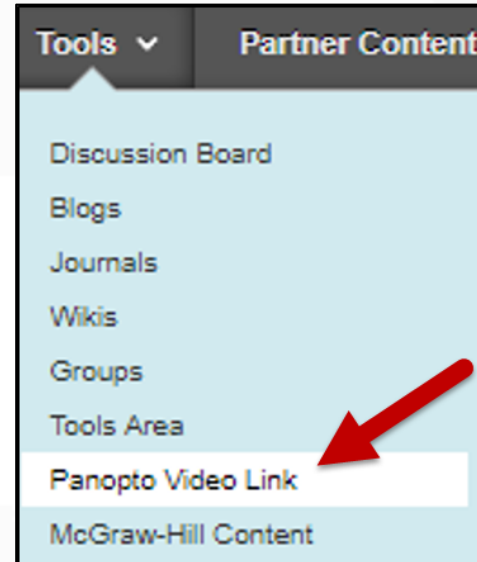 Tools Partner Content
Discussion Board
Blogs
Journals
Wikis
Groups
Tools Area
Panopto Video Link
McGraw-Hill Content